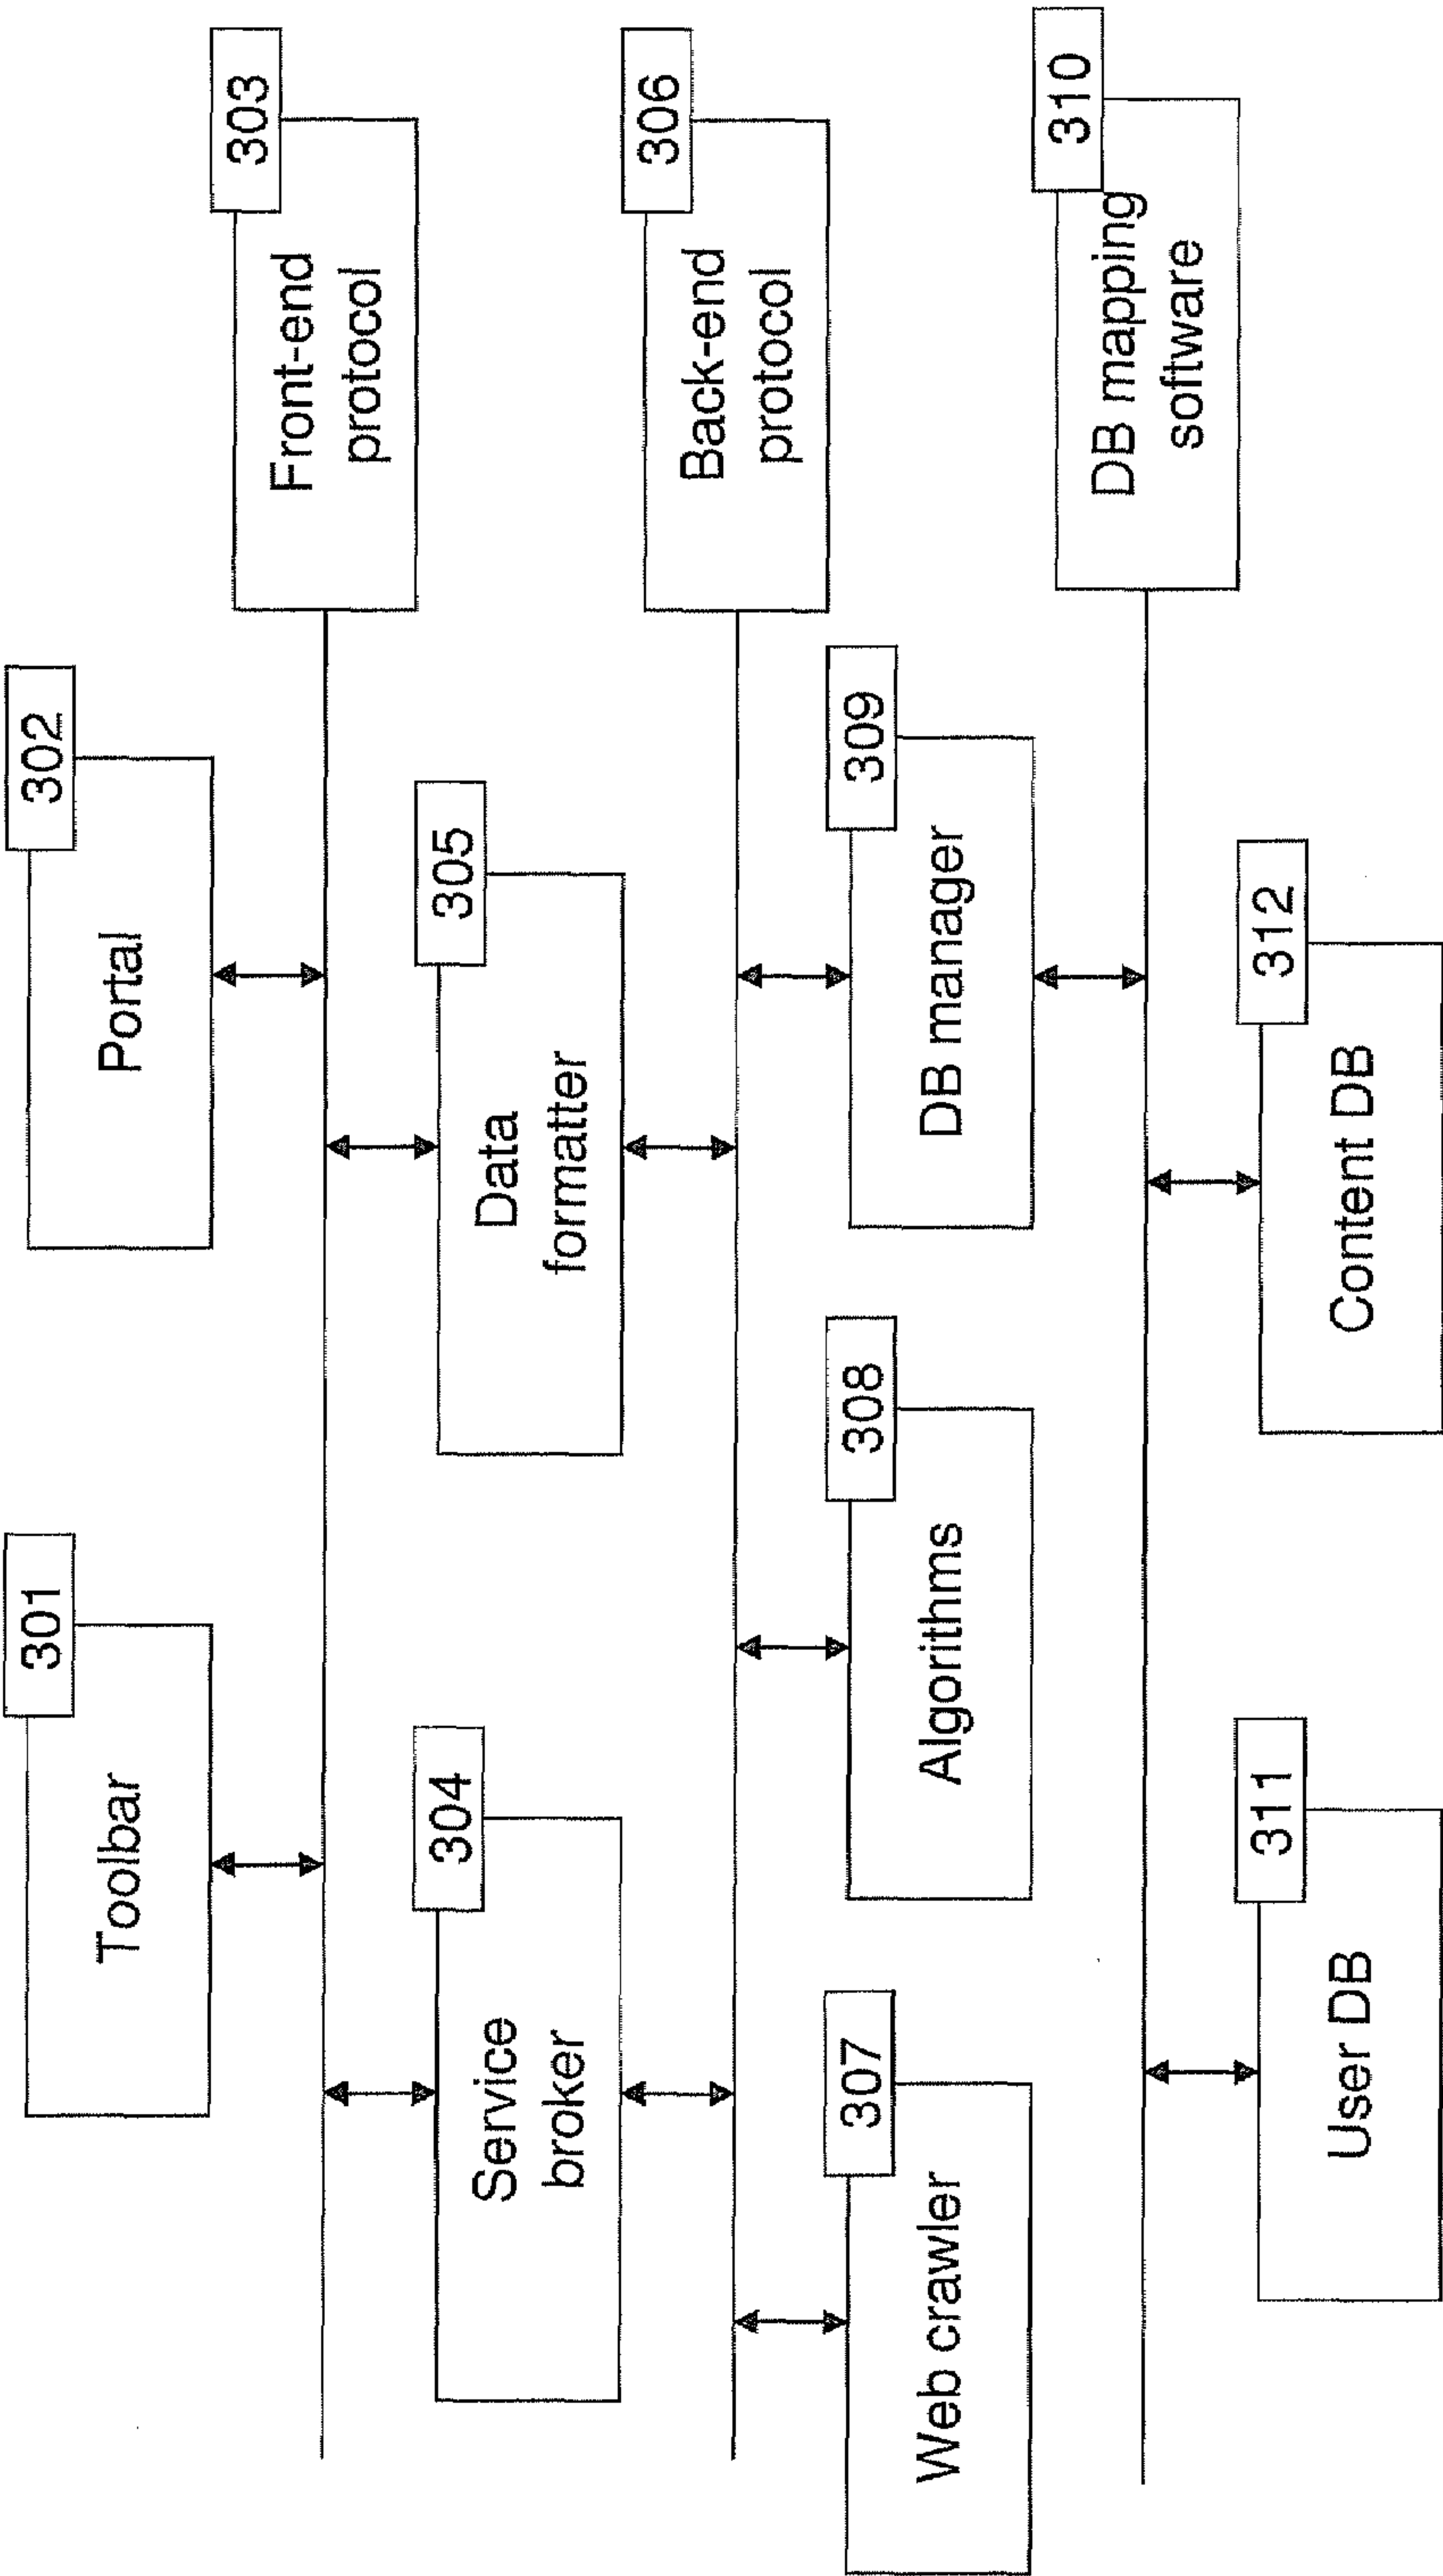 301
Toolbar
302
Portal
303
Front-end
protocol
304
Service
broker
305
Data
formatter
306
Back-end
protocol
307
Web crawler
308
Algorithms
309
DB manager
310
DB mapping
software
311
User DB
312
Content DB